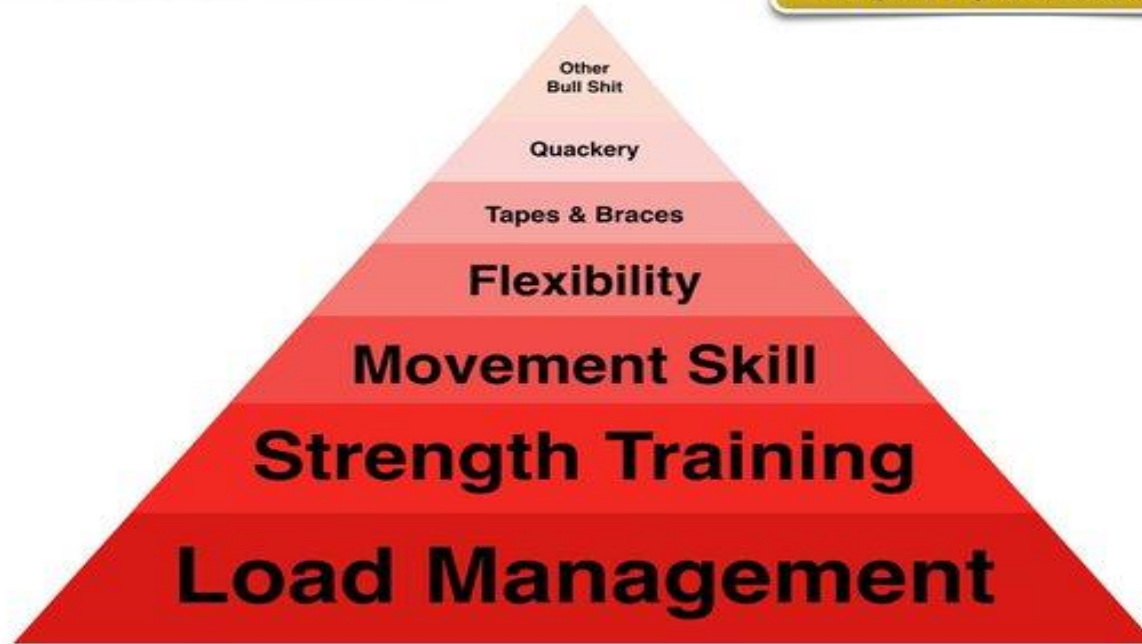 Other
Bull Shit
Quackery
Tapes & Braces
Flexibility
Movement Skill
Strength Training
Load Management